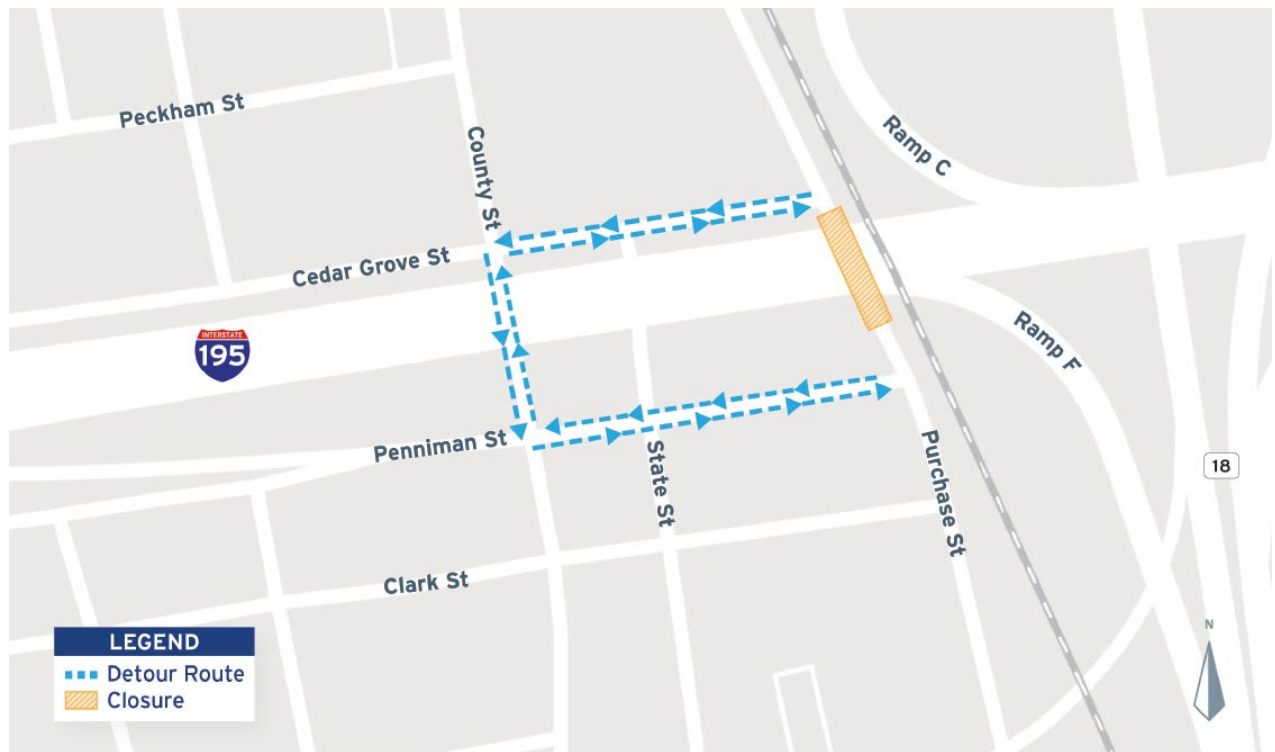 Peckham St
County St
Ramp C
Cedar Grove St
INTERSTATE
195
Ramp F
Penniman St
State St
Purchase St
18
Clark St
LEGEND
Detour Route
Closure
N